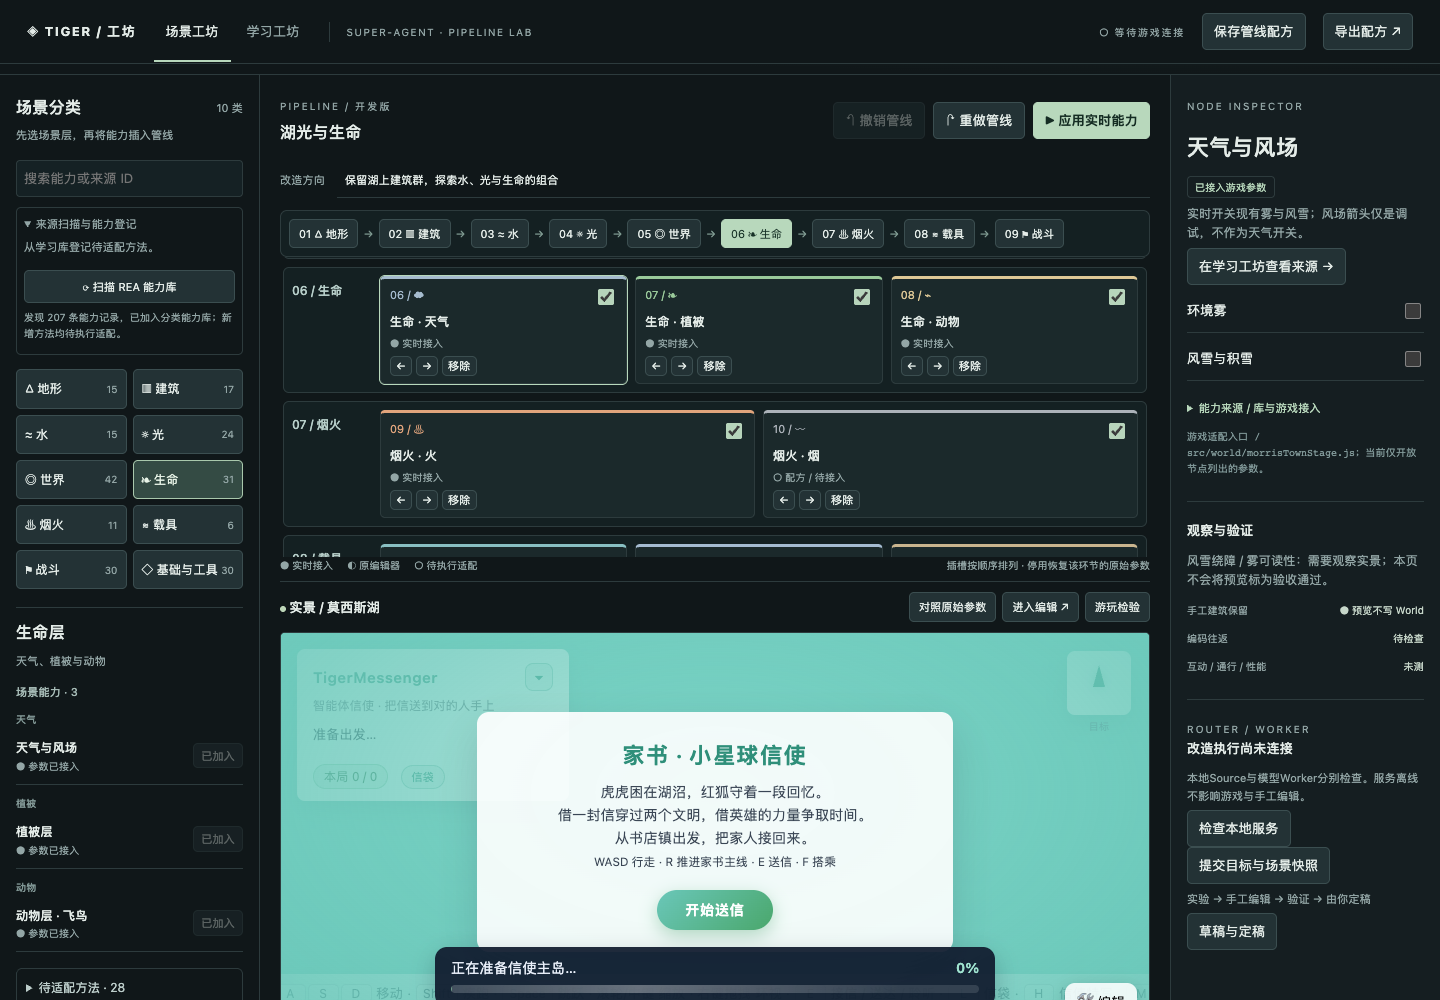 ◈ TIGER / 工坊
场景工坊
学习工坊
SUPER-AGENT · PIPELINE LAB
等待游戏连接
保存管线配方
导出配方 ↗
场景分类
10 类
先选场景层，再将能力插入管线
搜索能力或来源 ID
▼ 来源扫描与能力登记
从学习库登记待适配方法。
⟳ 扫描 REA 能力库
发现 207 条能力记录，已加入分类能力库；新
增方法均待执行适配。
地形 15
建筑 17
≈ 水 15
光 24
◎ 世界 42
❧ 生命 31
♨ 烟火 11
载具 6
⚑ 战斗 30
◇ 基础与工具 30
生命层
天气、植被与动物
场景能力 · 3
天气
天气与风场
参数已接入
已加入
植被
植被层
参数已接入
已加入
动物
动物层 · 飞鸟
参数已接入
已加入
▶ 待适配方法 · 28
PIPELINE / 开发版
湖光与生命
撤销管线
重做管线
▶ 应用实时能力
改造方向
保留湖上建筑群，探索水、光与生命的组合
01 地形 → 02 建筑 → 03 ≈ 水 → 04 光 → 05 ◎ 世界 → 06 ❧ 生命 → 07 ♨ 烟火 → 08 载具 → 09 ⚑ 战斗
06 / 生命
06 /
生命 · 天气
实时接入
← → 移除
07 / ❧
生命 · 植被
实时接入
← → 移除
08 /
生命 · 动物
实时接入
← → 移除
07 / 烟火
09 / ♨
烟火 · 火
实时接入
← → 移除
10 /
烟火 · 烟
配方 / 待接入
← → 移除
08 / 载具
● 实时接入 ◐ 原编辑器 ○ 待执行适配
插槽按顺序排列 · 停用恢复该环节的原始参数
实景 / 莫西斯湖
对照原始参数
进入编辑 ↗
游玩检验
TigerMessenger
智能体信使 · 把信送到对的人手上
准备出发…
本局 0 / 0
信袋
目标
家书 · 小星球信使
虎虎困在湖沼，红狐守着一段回忆。
借一封信穿过两个文明，借英雄的力量争取时间。
从书店镇出发，把家人接回来。
WASD 行走 · R 推进家书主线 · E 送信 · F 搭乘
开始送信
正在准备信使主岛…
0%
A S D 移动 ·
袋 · H
编辑
NODE INSPECTOR
天气与风场
已接入游戏参数
实时开关现有雾与风雪；风场箭头仅是调
试，不作为天气开关。
在学习工坊查看来源 →
环境雾
风雪与积雪
▶ 能力来源 / 库与游戏接入
游戏适配入口 /
src/world/morrisTownStage.js；当前仅开放
节点列出的参数。
观察与验证
风雪绕障 / 雾可读性：需要观察实景；本页
不会将预览标为验收通过。
手工建筑保留
● 预览不写 World
编码往返
待检查
互动 / 通行 / 性能
未测
ROUTER / WORKER
改造执行尚未连接
本地Source与模型Worker分别检查。服务离线
不影响游戏与手工编辑。
检查本地服务
提交目标与场景快照
实验 → 手工编辑 → 验证 → 由你定稿
草稿与定稿